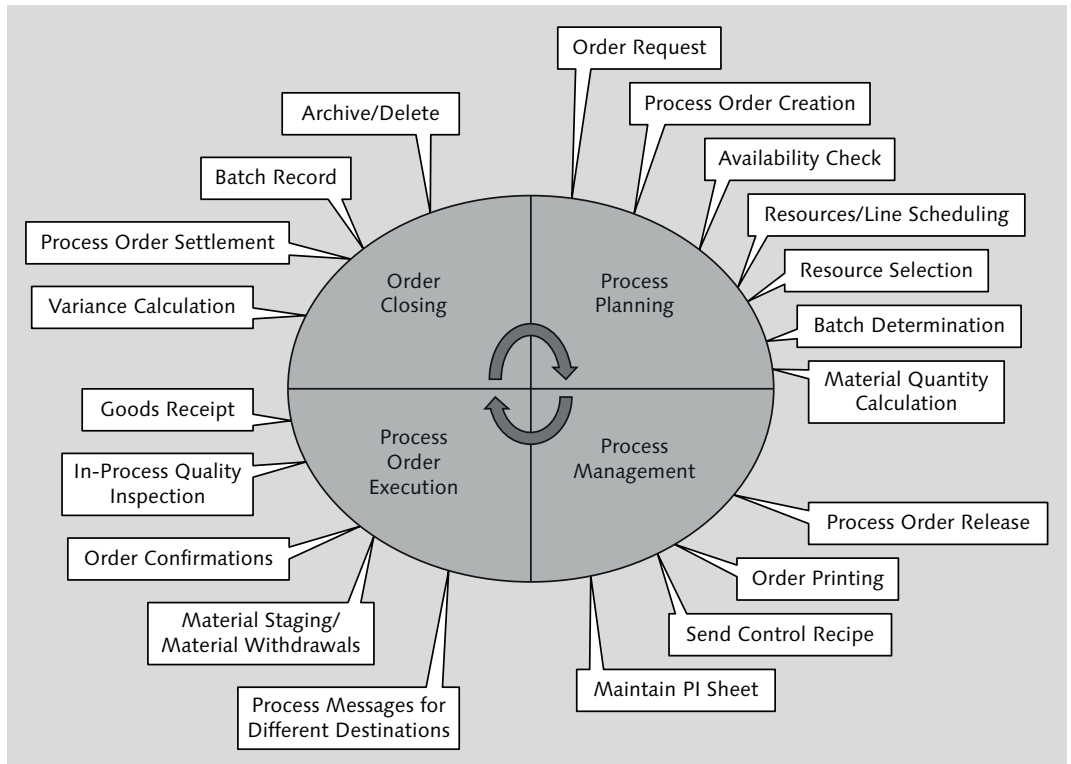 Order Request
Process Order Creation
Availability Check
Resources/Line Scheduling
Resource Selection
Batch Determination
Material Quantity
Calculation
Process Order Release
Order Printing
Send Control Recipe
Maintain PI Sheet
Process Messages for
Different Destinations
Material Staging/
Material Withdrawals
Order Confirmations
In-Process Quality
Inspection
Goods Receipt
Variance Calculation
Process Order Settlement
Batch Record
Archive/Delete
Order
Closing
Process
Planning
Process
Order
Execution
Process
Management